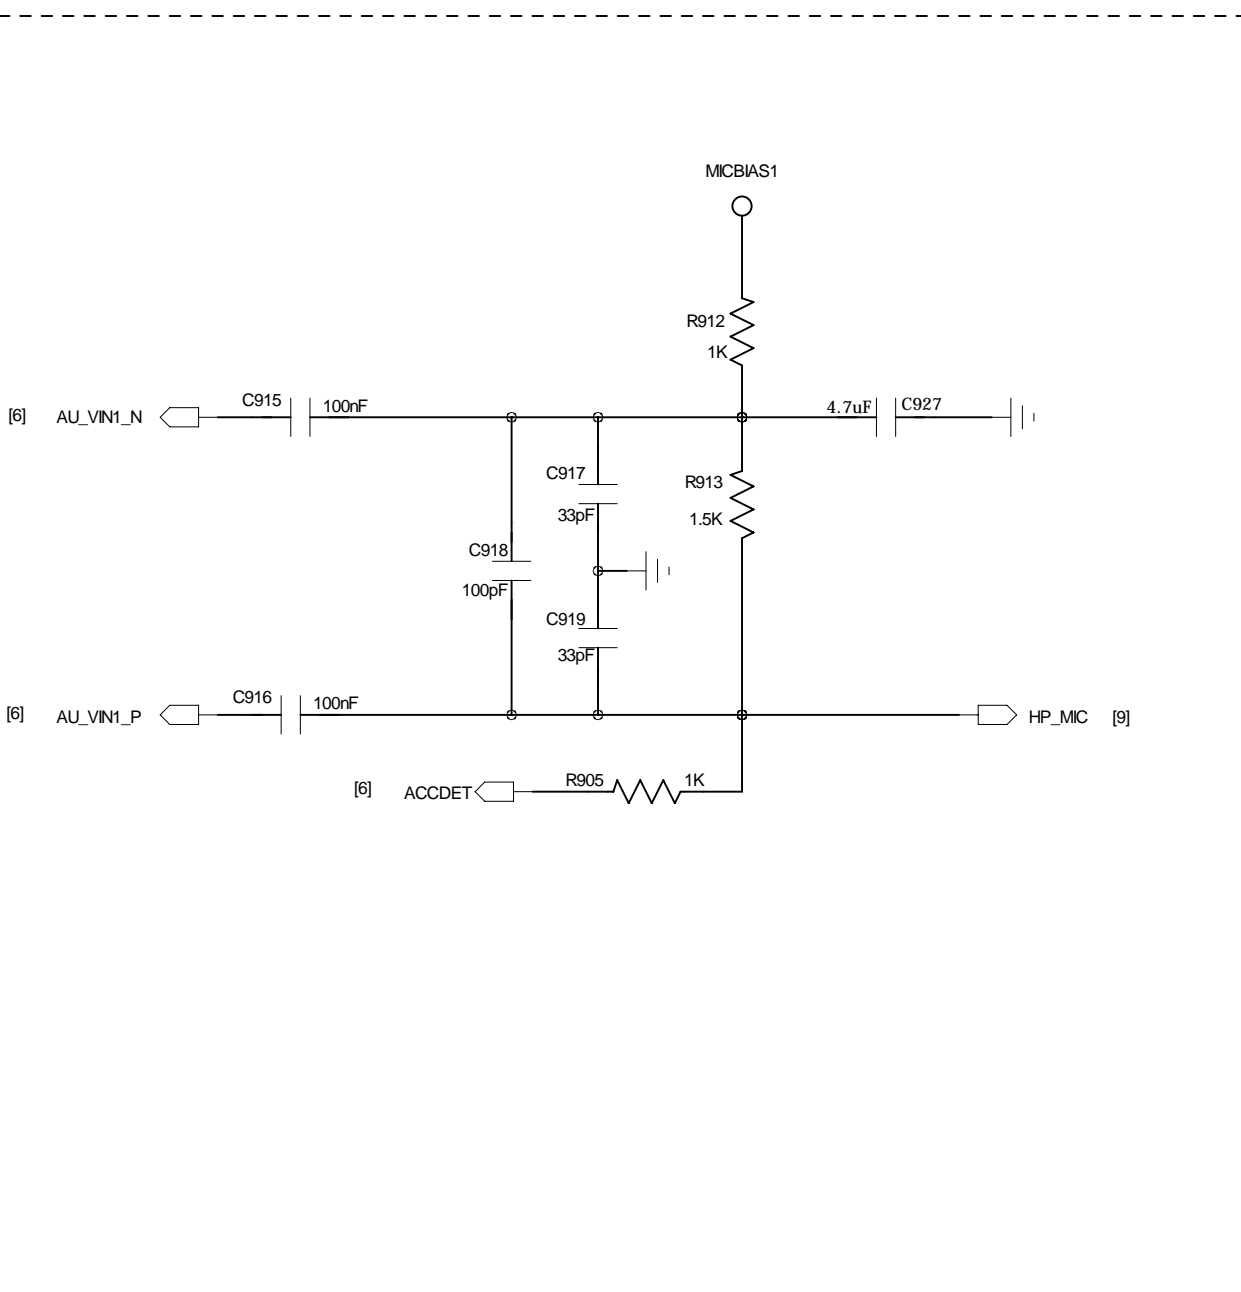 MICBIAS1
R912
1K
[6] AU_VIN1_N C915 100nF 4.7uF C927
C917
33pF
R913
1.5K
C918
100pF
C919
33pF
[6] AU_VIN1_P C916 100nF HP_MIC [9]
[6] ACCDET R905 1K